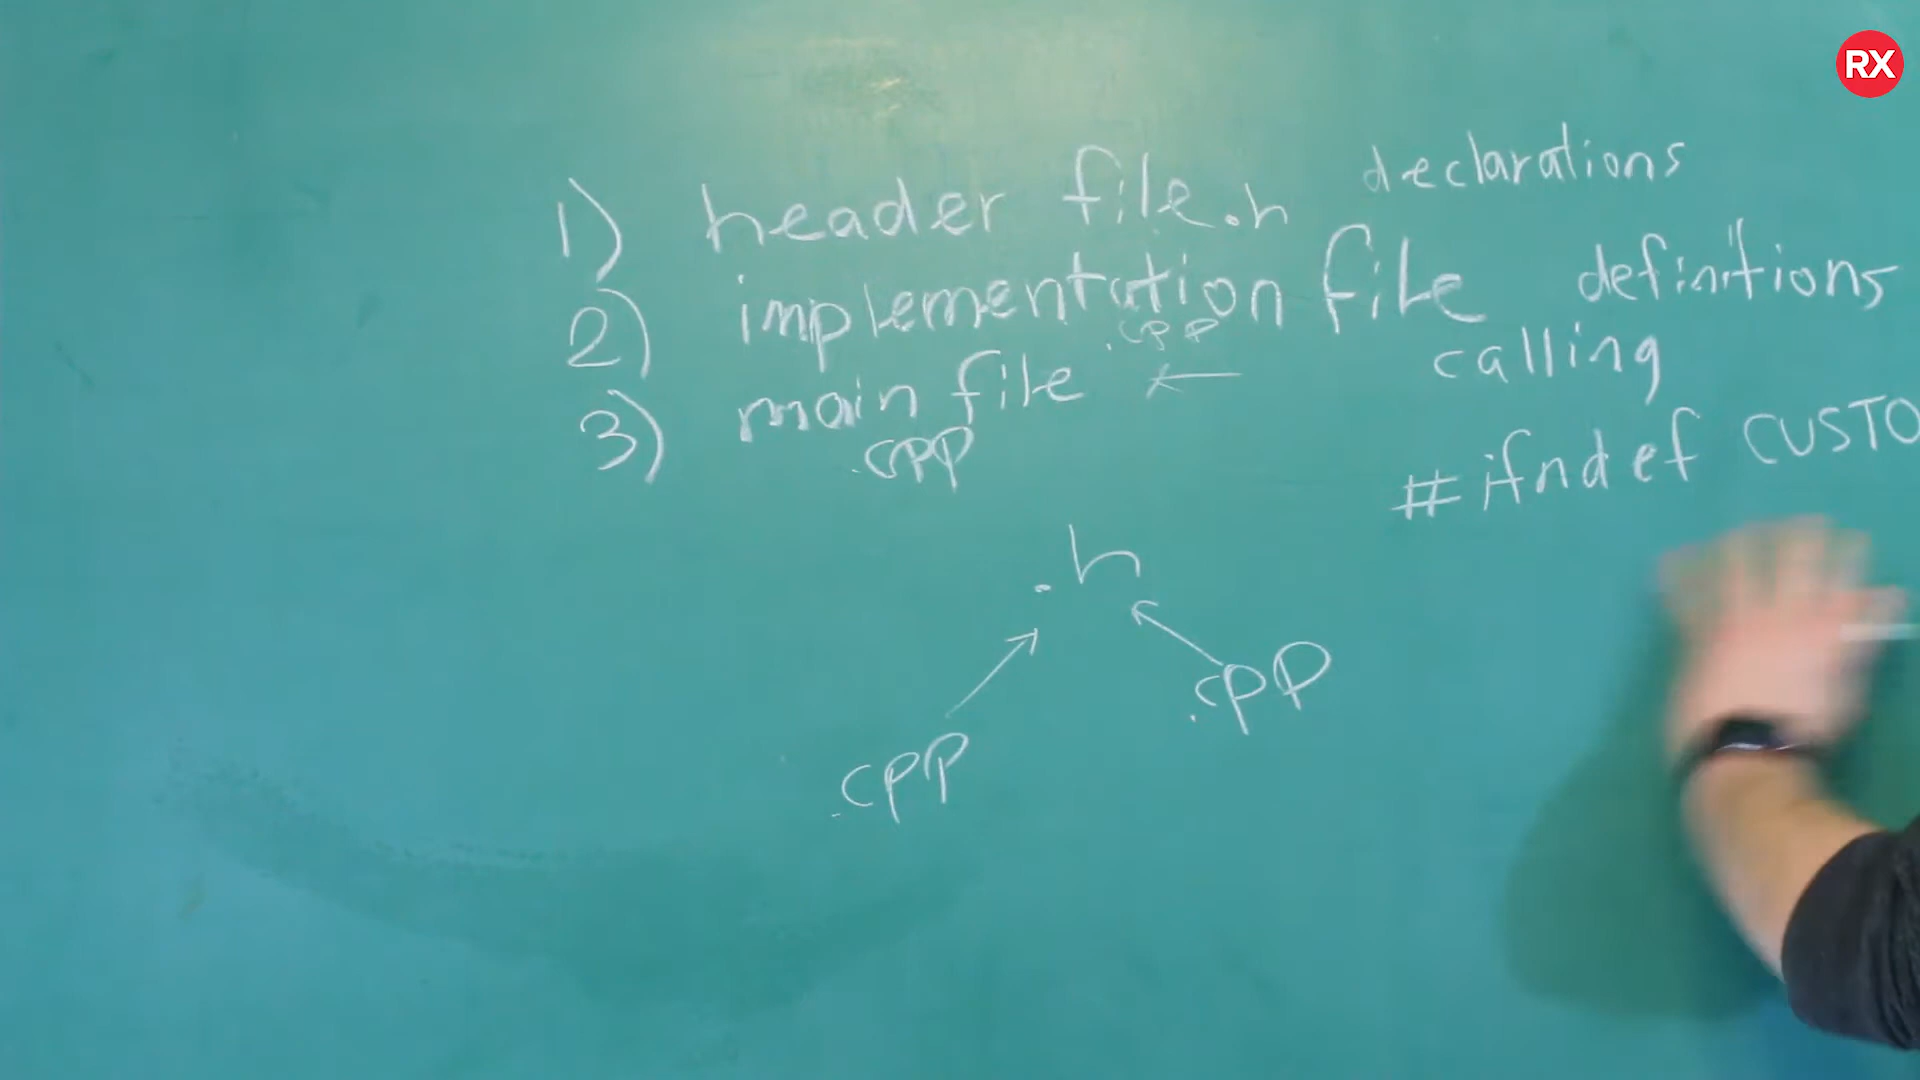 RX
1) header file.h declarations
2) implementation file definitions
.cpp
3) main file ← calling
.cpp
#ifndef CUSTO
.h
.cpp
.cpp